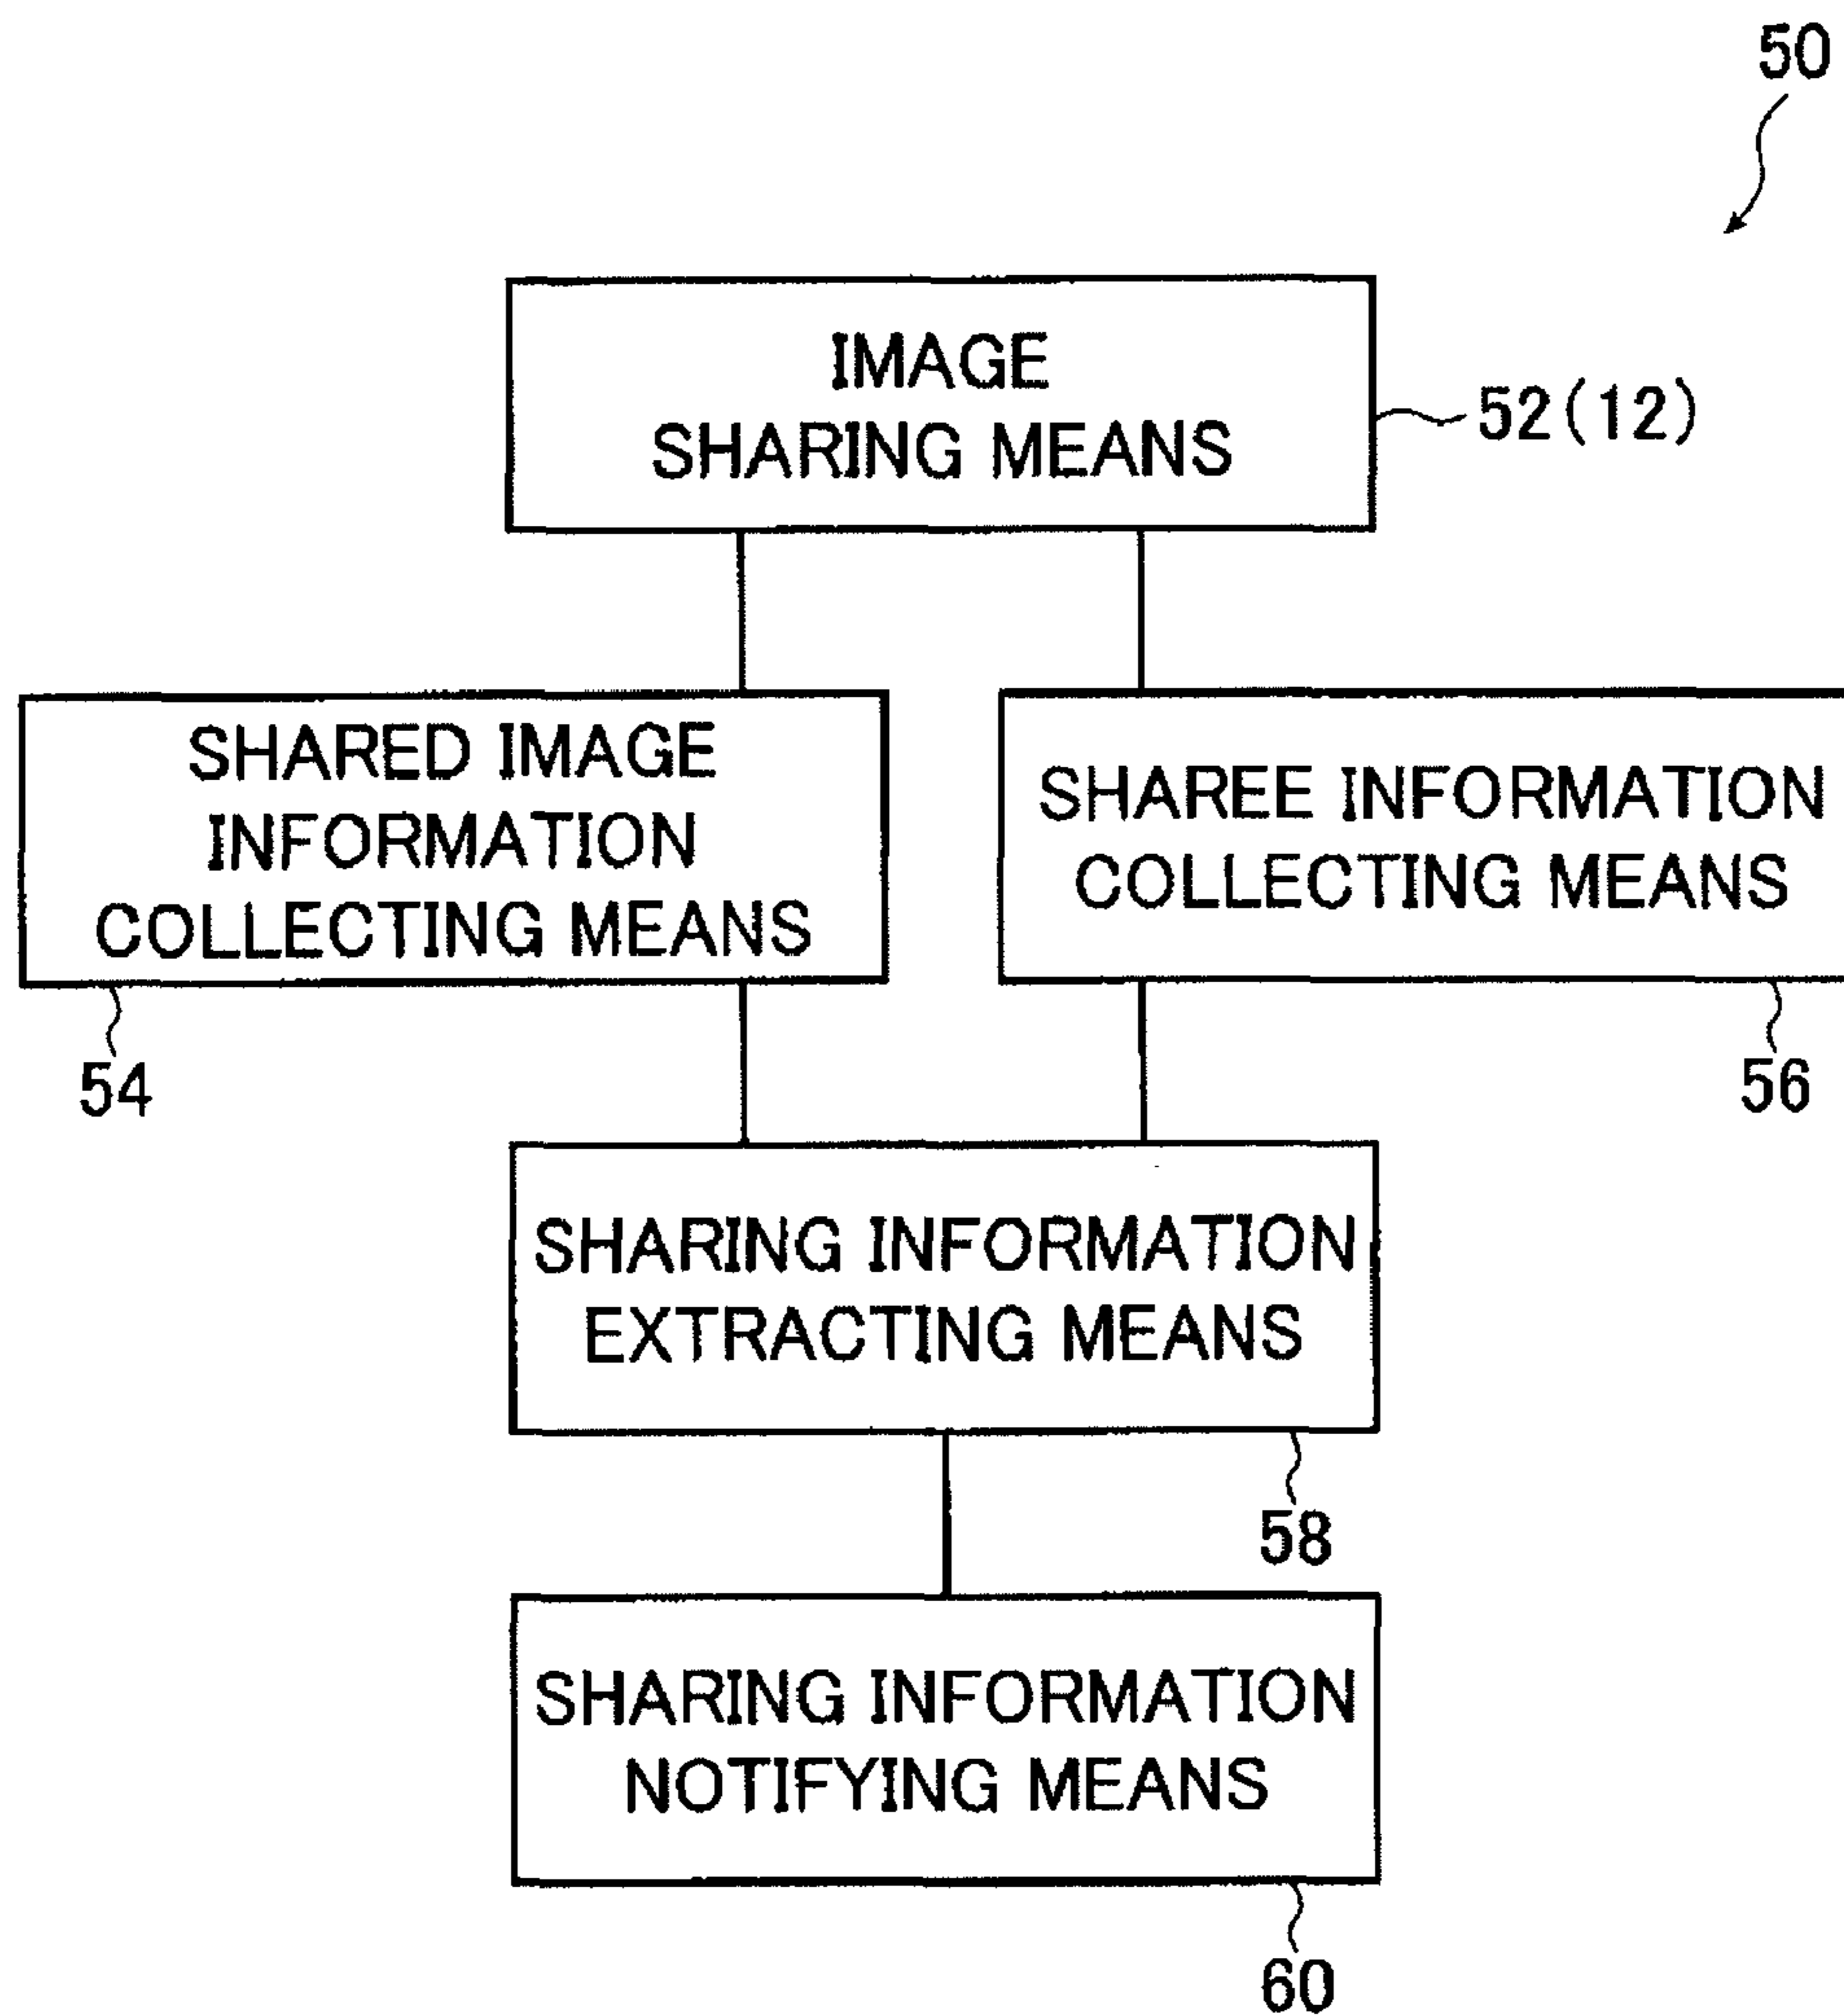 50
IMAGE
SHARING MEANS
52(12)
SHARED IMAGE
INFORMATION
COLLECTING MEANS
54
SHAREE INFORMATION
COLLECTING MEANS
56
SHARING INFORMATION
EXTRACTING MEANS
58
SHARING INFORMATION
NOTIFYING MEANS
60